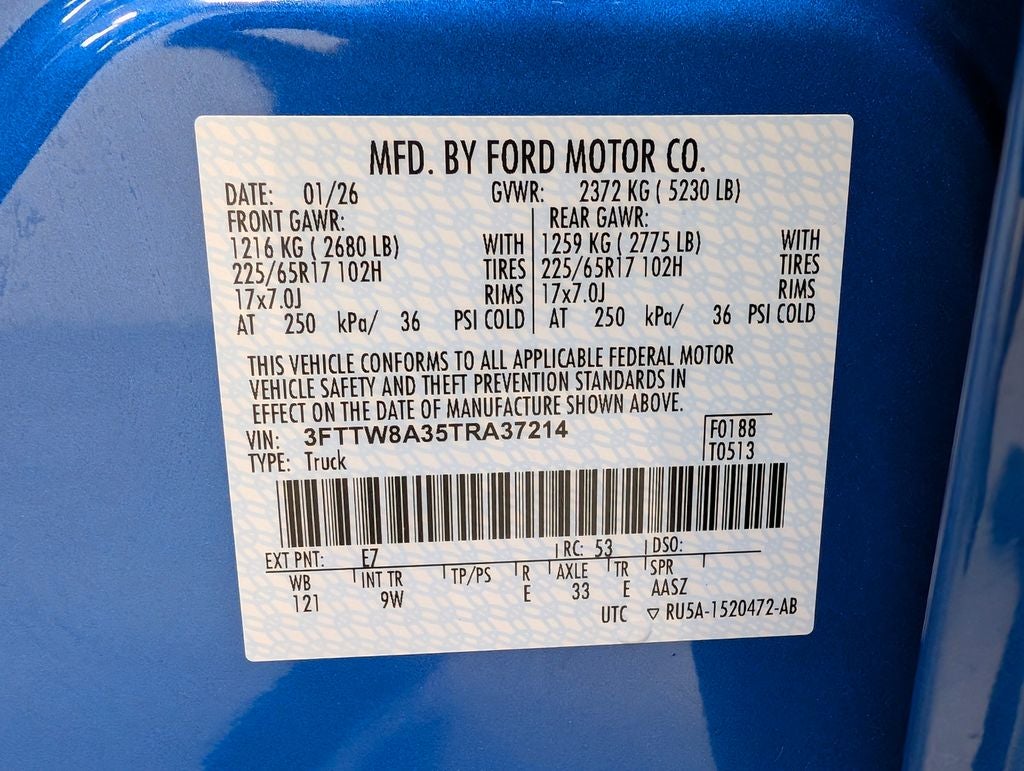 MFD. BY FORD MOTOR CO.
DATE: 01/26 GVWR: 2372 KG ( 5230 LB)
FRONT GAWR: REAR GAWR:
1216 KG ( 2680 LB) WITH 1259 KG ( 2775 LB) WITH
225/65R17 102H TIRES 225/65R17 102H TIRES
17x7.0J RIMS 17x7.0J RIMS
AT 250 kPa/ 36 PSI COLD AT 250 kPa/ 36 PSI COLD
THIS VEHICLE CONFORMS TO ALL APPLICABLE FEDERAL MOTOR
VEHICLE SAFETY AND THEFT PREVENTION STANDARDS IN
EFFECT ON THE DATE OF MANUFACTURE SHOWN ABOVE.
VIN: 3FTTW8A35TRA37214 F0188
TYPE: Truck T0513
EXT PNT: E7 RC: 53 DSO:
WB INT TR TP/PS R AXLE TR SPR
121 9W E 33 E AASZ
UTC ▽ RU5A-1520472-AB